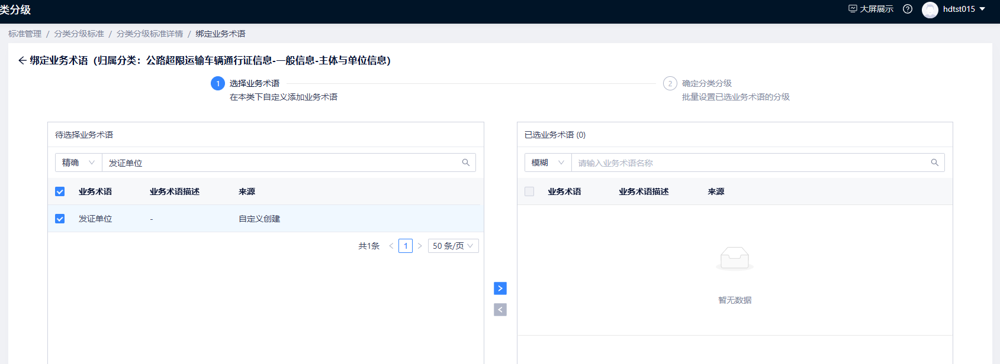 类分级
大屏展示 hdtst015
标准管理 / 分类分级标准 / 分类分级标准详情 / 绑定业务术语
绑定业务术语（归属分类：公路超限运输车辆通行证信息-一般信息-主体与单位信息）
1 选择业务术语
在本类下自定义添加业务术语
2 确定分类分级
批量设置已选业务术语的分级
待选择业务术语
精确 发证单位
业务术语 业务术语描述 来源
发证单位 - 自定义创建
共1条 < 1 > 50 条/页
>
<
已选业务术语 (0)
模糊 请输入业务术语名称
业务术语 业务术语描述 来源
暂无数据